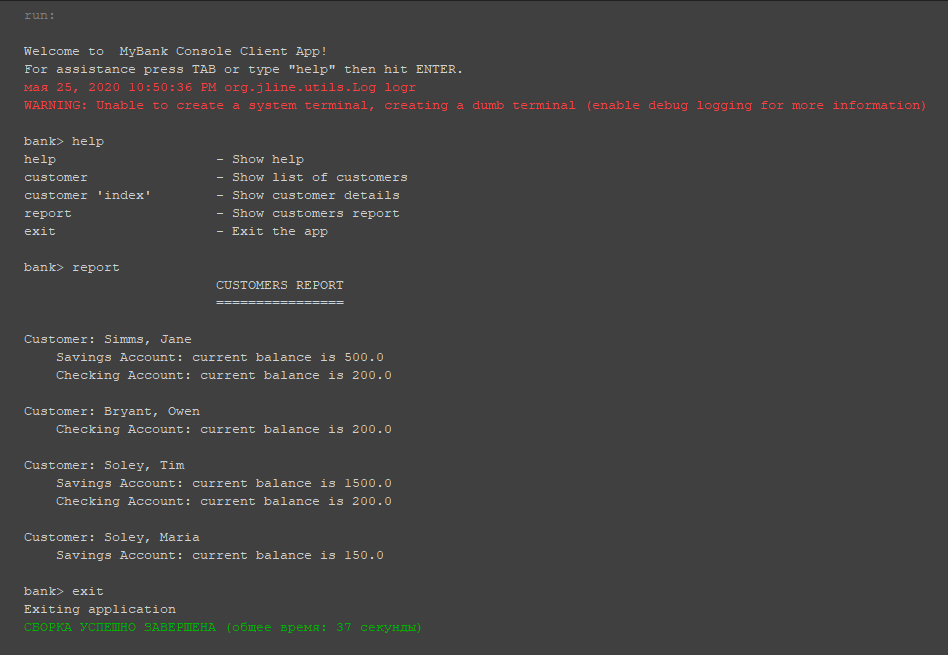 run:
Welcome to  MyBank Console Client App!
For assistance press TAB or type "help" then hit ENTER.
мая 25, 2020 10:50:36 PM org.jline.utils.Log logr
WARNING: Unable to create a system terminal, creating a dumb terminal (enable debug logging for more information)
bank> help
help                    - Show help
customer                - Show list of customers
customer 'index'        - Show customer details
report                  - Show customers report
exit                    - Exit the app
bank> report
                        CUSTOMERS REPORT
                        ================
Customer: Simms, Jane
    Savings Account: current balance is 500.0
    Checking Account: current balance is 200.0
Customer: Bryant, Owen
    Checking Account: current balance is 200.0
Customer: Soley, Tim
    Savings Account: current balance is 1500.0
    Checking Account: current balance is 200.0
Customer: Soley, Maria
    Savings Account: current balance is 150.0
bank> exit
Exiting application
СБОРКА УСПЕШНО ЗАВЕРШЕНА (общее время: 37 секунды)